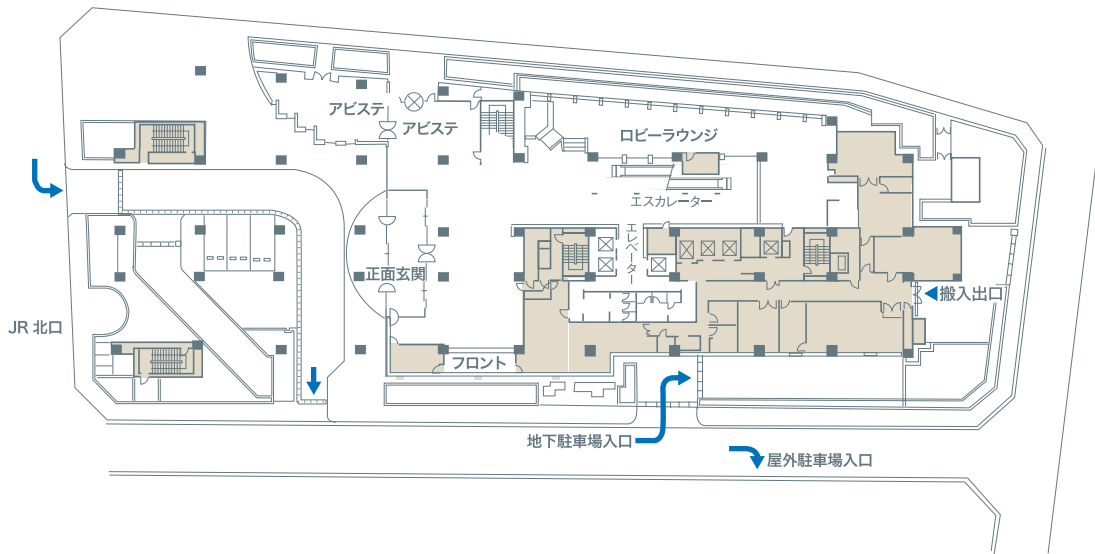 アビステ
アビステ
ロビーラウンジ
エスカレーター
エレベーター
正面玄関
搬入出口
JR 北口
フロント
地下駐車場入口
屋外駐車場入口